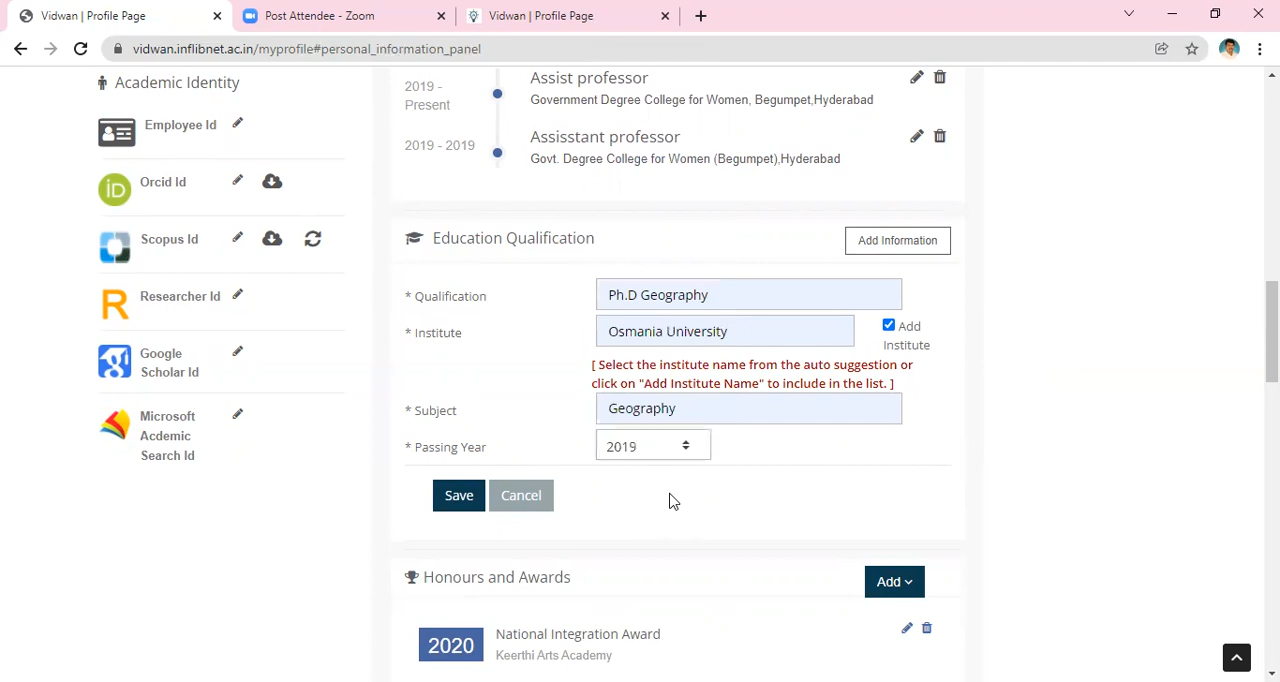 Vidwan | Profile Page
Post Attendee - Zoom
Vidwan | Profile Page
vidwan.inflibnet.ac.in/myprofile#personal_information_panel
Academic Identity
Employee Id
Orcid Id
Scopus Id
Researcher Id
Google
Scholar Id
Microsoft
Acdemic
Search Id
2019 -
Present
Assist professor
Government Degree College for Women, Begumpet,Hyderabad
2019 - 2019
Assisstant professor
Govt. Degree College for Women (Begumpet),Hyderabad
Education Qualification
Add Information
* Qualification
Ph.D Geography
* Institute
Osmania University
Add
Institute
[ Select the institute name from the auto suggestion or
click on "Add Institute Name" to include in the list. ]
* Subject
Geography
* Passing Year
2019
Save
Cancel
Honours and Awards
Add
2020
National Integration Award
Keerthi Arts Academy